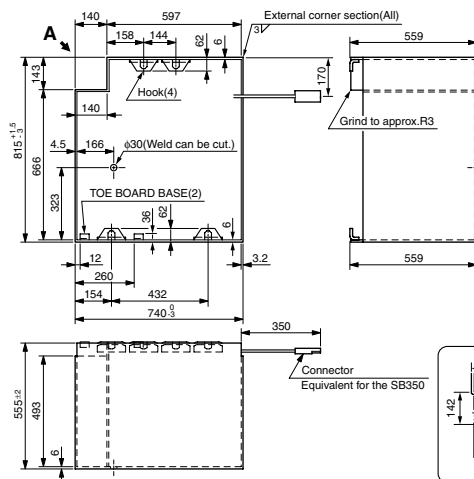 140
597
158
144
62
6
External corner section(All)
3
559
A
143
170
Hook(4)
140
Grind to approx.R3
815 +1.5 -3
666
4.5
166
φ30(Weld can be cut.)
323
TOE BOARD BASE(2)
36
62
6
12
3.2
559
260
154
432
740 0 -3
350
Connector
Equivalent for the SB350
555±2
493
6
142